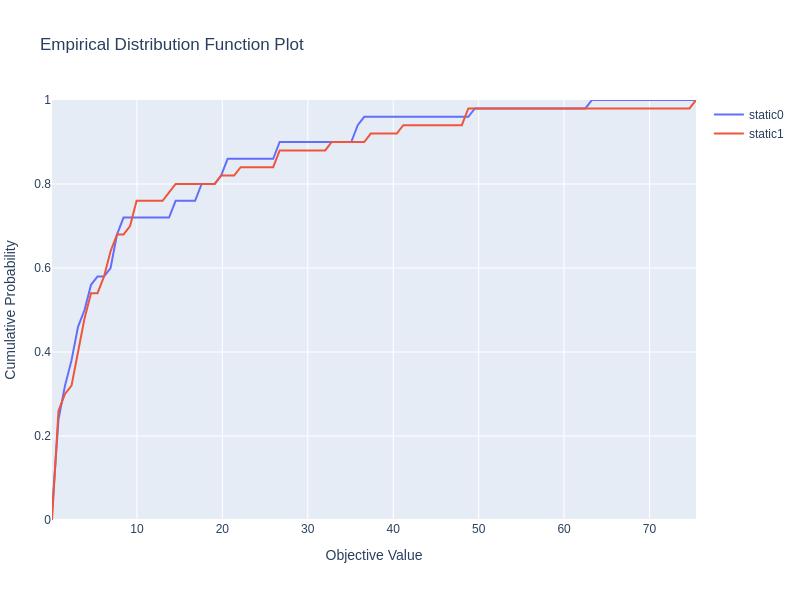 Empirical Distribution Function Plot
static0
static1
Cumulative Probability
1
0.8
0.6
0.4
0.2
0
10 20 30 40 50 60 70
Objective Value